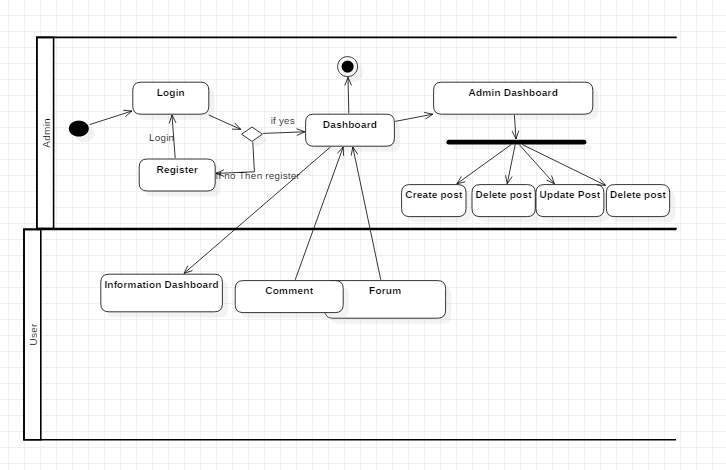 Admin
Login
if yes
Dashboard
Admin Dashboard
Login
Register
If no Then register
Create post
Delete post
Update Post
Delete post
User
Information Dashboard
Comment
Forum